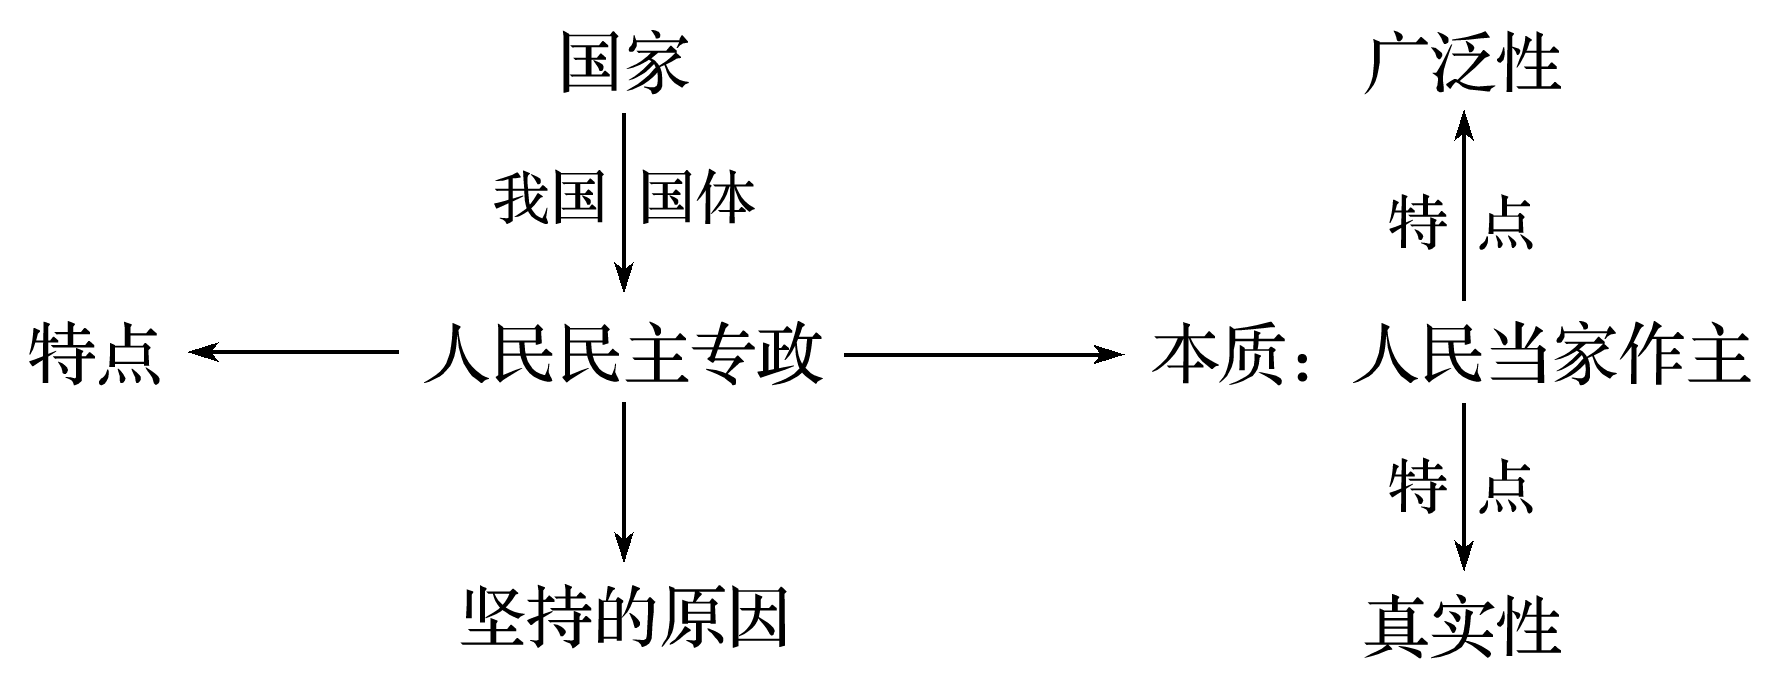 国家
广泛性
我国 国体
特 点
特点
人民民主专政
本质：人民当家作主
特 点
坚持的原因
真实性